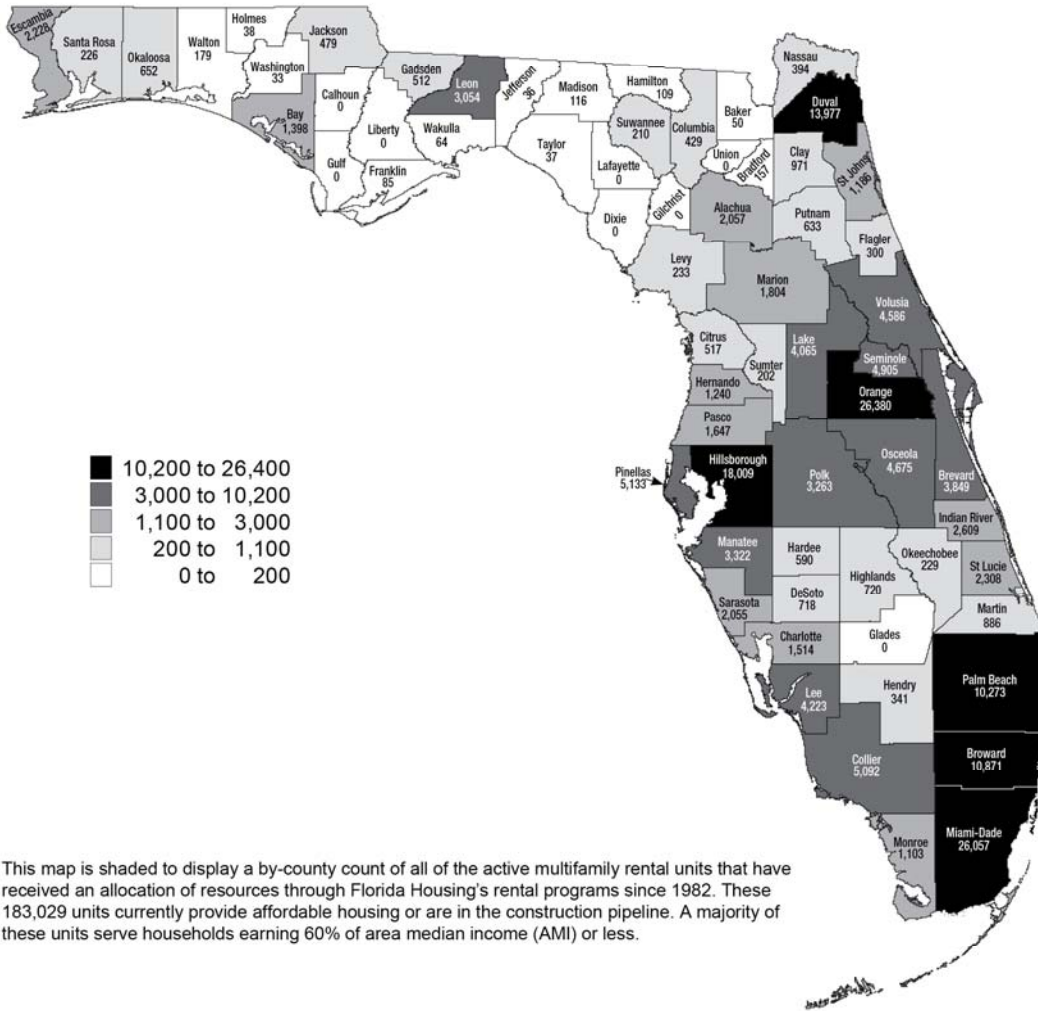 Escambia
2,228
Santa Rosa
226
Okaloosa
652
Walton
179
Holmes
38
Washington
33
Jackson
479
Bay
1,398
Calhoun
0
Gulf
0
Liberty
0
Franklin
85
Gadsden
512
Leon
3,054
Wakulla
64
Jefferson
36
Madison
116
Taylor
37
Hamilton
109
Suwannee
210
Lafayette
0
Dixie
0
Columbia
429
Gilchrist
0
Baker
50
Union
0
Bradford
157
Nassau
394
Duval
13,977
Clay
971
St Johns
1,186
Alachua
2,057
Putnam
633
Flagler
300
Levy
233
Marion
1,804
Volusia
4,586
Citrus
517
Sumter
202
Lake
4,065
Seminole
4,905
Orange
26,380
Hernando
1,240
Pasco
1,647
Pinellas
5,133
Hillsborough
18,009
Polk
3,263
Osceola
4,675
Brevard
3,849
Indian River
2,609
Manatee
3,322
Hardee
590
Highlands
720
Okeechobee
229
St Lucie
2,308
Sarasota
2,055
DeSoto
718
Martin
886
Charlotte
1,514
Glades
0
Lee
4,223
Hendry
341
Palm Beach
10,273
Collier
5,092
Broward
10,871
Monroe
1,103
Miami-Dade
26,057
10,200 to 26,400
3,000 to 10,200
1,100 to 3,000
200 to 1,100
0 to 200
This map is shaded to display a by-county count of all of the active multifamily rental units that have
received an allocation of resources through Florida Housing's rental programs since 1982. These
183,029 units currently provide affordable housing or are in the construction pipeline. A majority of
these units serve households earning 60% of area median income (AMI) or less.